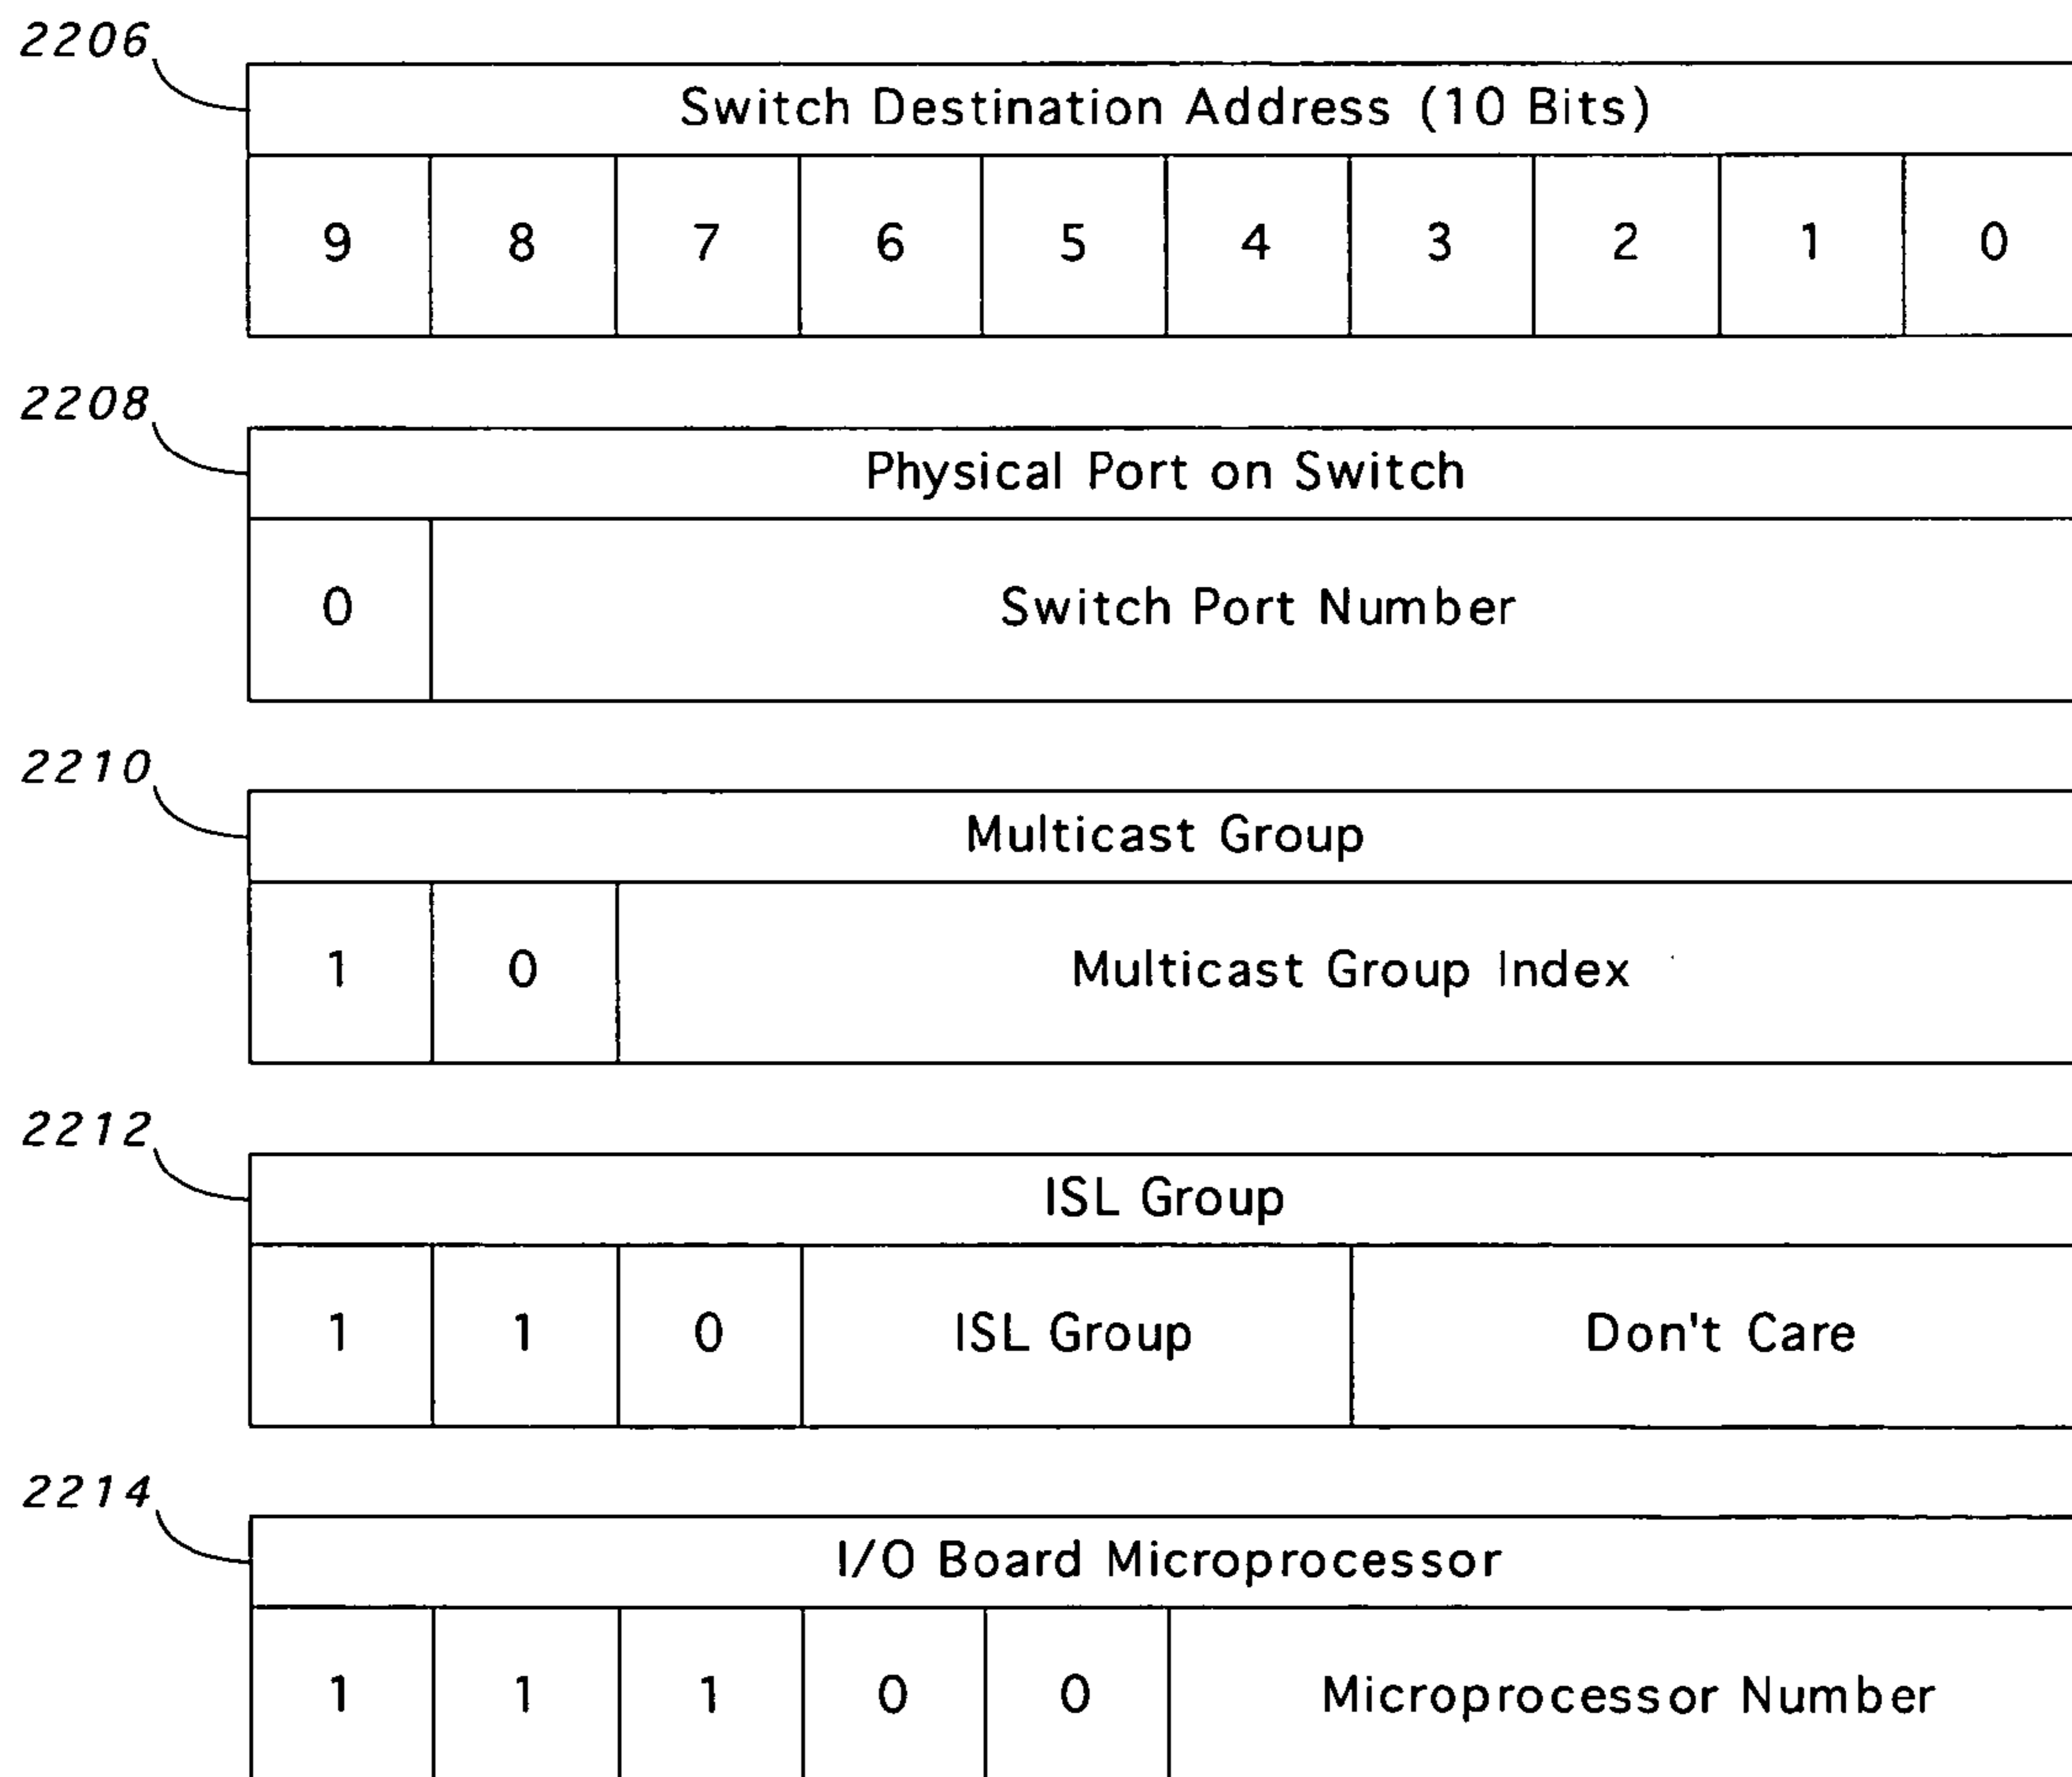 2206
Switch Destination Address (10 Bits)
9 8 7 6 5 4 3 2 1 0
2208
Physical Port on Switch
0 Switch Port Number
2210
Multicast Group
1 0 Multicast Group Index
2212
ISL Group
1 1 0 ISL Group Don't Care
2214
I/O Board Microprocessor
1 1 1 0 0 Microprocessor Number